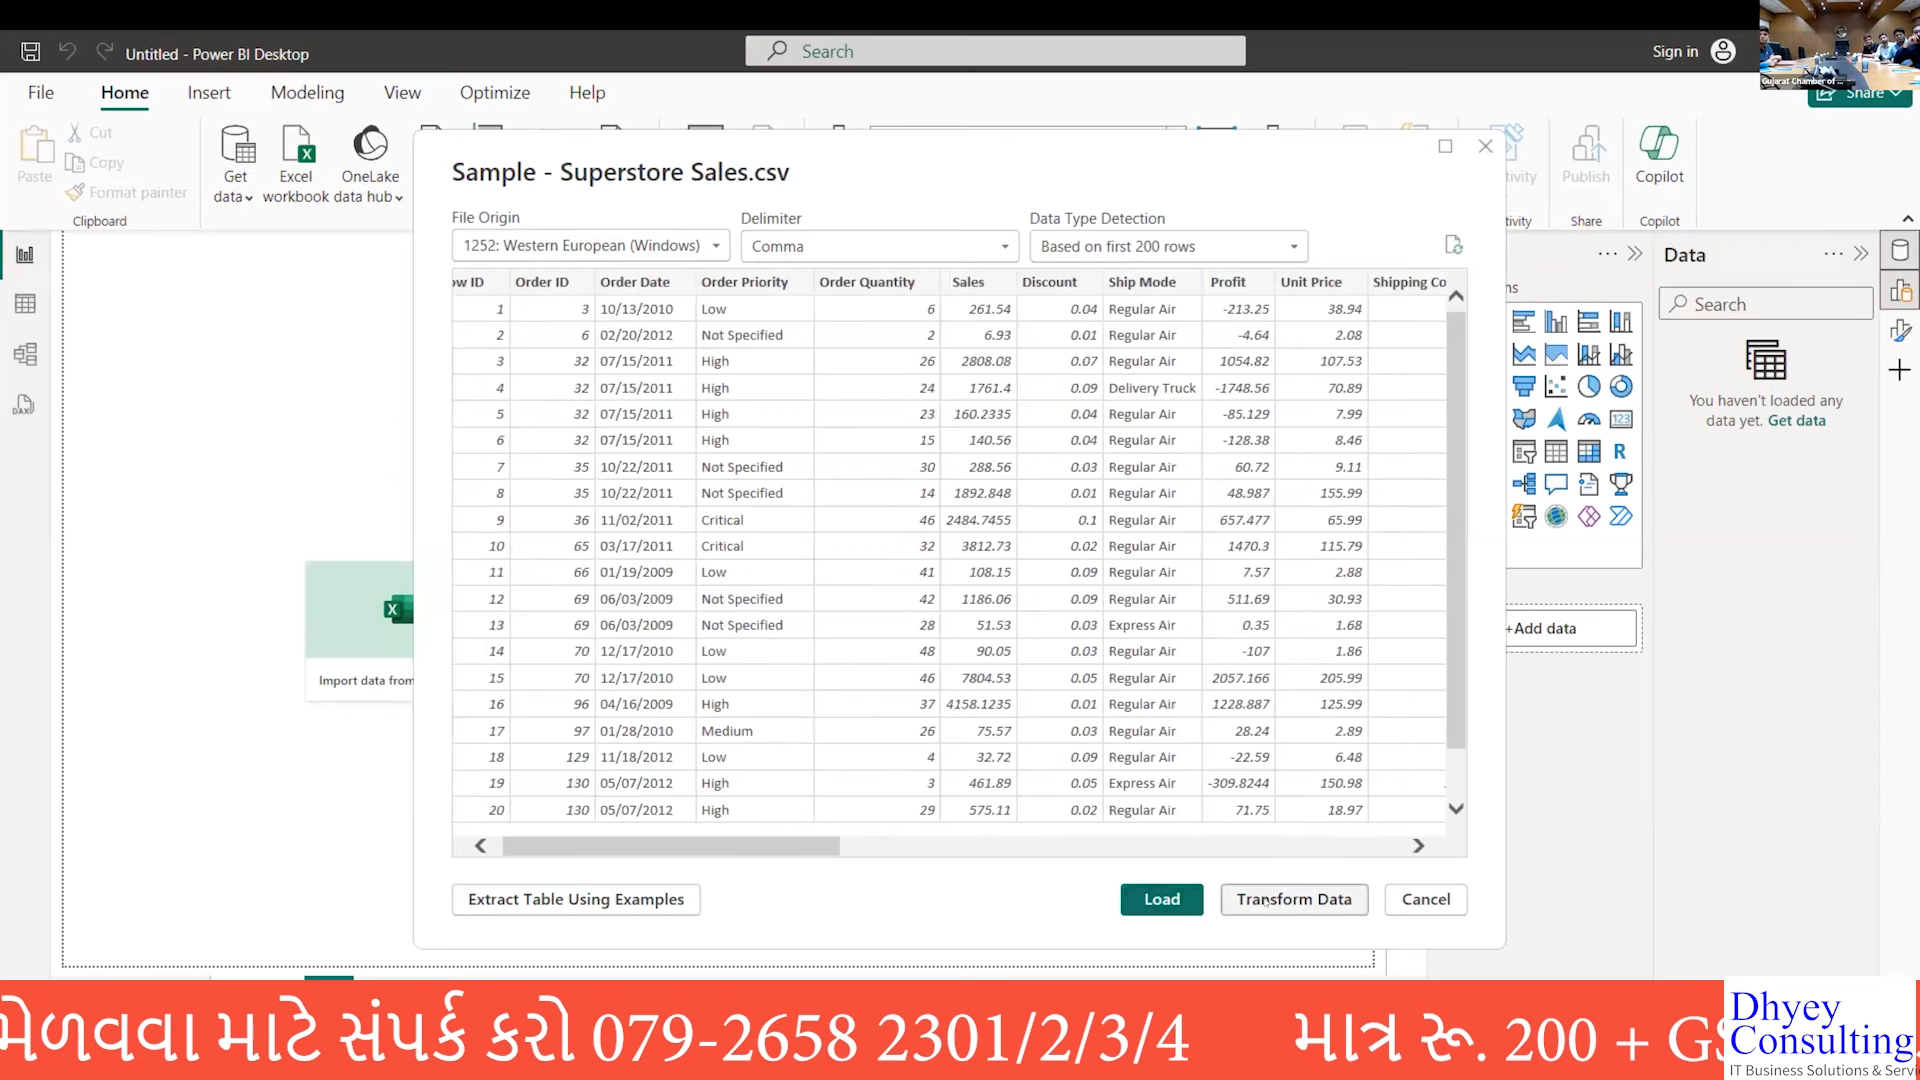 Untitled - Power BI Desktop
Search
Sign in
Gujarat Chamber of ...
File
Home
Insert
Modeling
View
Optimize
Help
Share
Paste
Cut
Copy
Format painter
Clipboard
Get data
Excel workbook
OneLake data hub
Publish
Share
Copilot
Copilot
Sample - Superstore Sales.csv
File Origin
Delimiter
Data Type Detection
1252: Western European (Windows)
Comma
Based on first 200 rows
ow ID Order ID Order Date Order Priority Order Quantity Sales Discount Ship Mode Profit Unit Price Shipping Co
1 3 10/13/2010 Low 6 261.54 0.04 Regular Air -213.25 38.94
2 6 02/20/2012 Not Specified 2 6.93 0.01 Regular Air -4.64 2.08
3 32 07/15/2011 High 26 2808.08 0.07 Regular Air 1054.82 107.53
4 32 07/15/2011 High 24 1761.4 0.09 Delivery Truck -1748.56 70.89
5 32 07/15/2011 High 23 160.2335 0.04 Regular Air -85.129 7.99
6 32 07/15/2011 High 15 140.56 0.04 Regular Air -128.38 8.46
7 35 10/22/2011 Not Specified 30 288.56 0.03 Regular Air 60.72 9.11
8 35 10/22/2011 Not Specified 14 1892.848 0.01 Regular Air 48.987 155.99
9 36 11/02/2011 Critical 46 2484.7455 0.1 Regular Air 657.477 65.99
10 65 03/17/2011 Critical 32 3812.73 0.02 Regular Air 1470.3 115.79
11 66 01/19/2009 Low 41 108.15 0.09 Regular Air 7.57 2.88
12 69 06/03/2009 Not Specified 42 1186.06 0.09 Regular Air 511.69 30.93
13 69 06/03/2009 Not Specified 28 51.53 0.03 Express Air 0.35 1.68
14 70 12/17/2010 Low 48 90.05 0.03 Regular Air -107 1.86
15 70 12/17/2010 Low 46 7804.53 0.05 Regular Air 2057.166 205.99
16 96 04/16/2009 High 37 4158.1235 0.01 Regular Air 1228.887 125.99
17 97 01/28/2010 Medium 26 75.57 0.03 Regular Air 28.24 2.89
18 129 11/18/2012 Low 4 32.72 0.09 Regular Air -22.59 6.48
19 130 05/07/2012 High 3 461.89 0.05 Express Air -309.8244 150.98
20 130 05/07/2012 High 29 575.11 0.02 Regular Air 71.75 18.97
Extract Table Using Examples
Load
Transform Data
Cancel
Import data from
+Add data
Data
Search
You haven't loaded any
data yet. Get data
મેળવવા માટે સંપર્ક કરો 079-2658 2301/2/3/4 માત્ર રૂ. 200 + GS
Dhyey
Consulting
IT Business Solutions & Servi